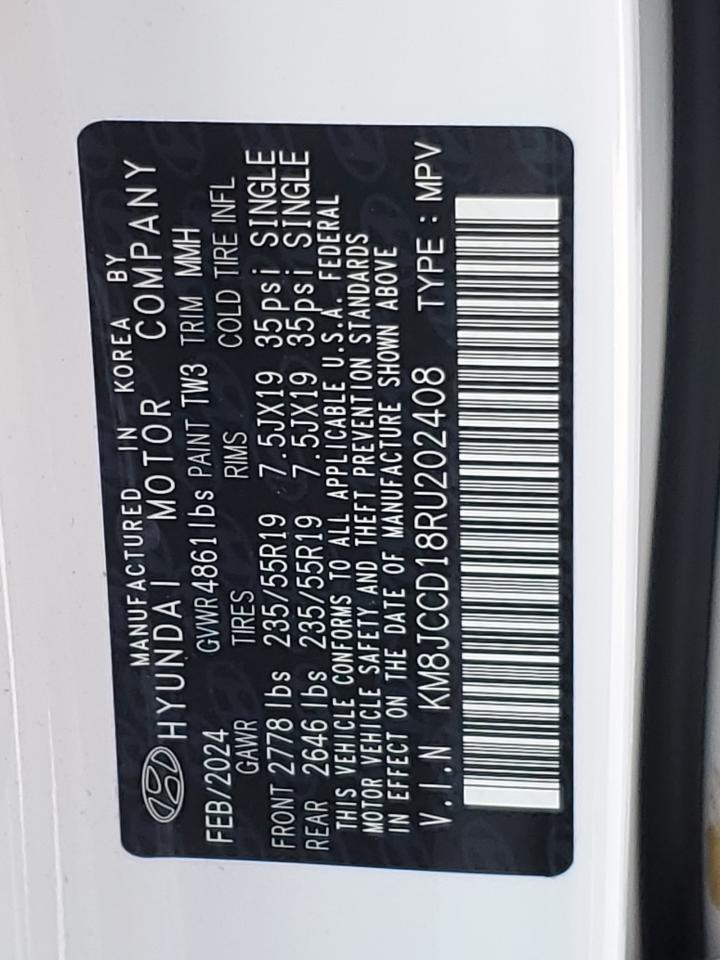 MANUFACTURED IN KOREA BY
HYUNDAI MOTOR COMPANY
FEB/2024 GVWR 4861 lbs PAINT TW3 TRIM MMH
GAWR TIRES RIMS COLD TIRE INFL
FRONT 2778 lbs 235/55R19 7.5JX19 35psi SINGLE
REAR 2646 lbs 235/55R19 7.5JX19 35psi SINGLE
THIS VEHICLE CONFORMS TO ALL APPLICABLE U.S.A. FEDERAL
MOTOR VEHICLE SAFETY AND THEFT PREVENTION STANDARDS
IN EFFECT ON THE DATE OF MANUFACTURE SHOWN ABOVE
V.I.N KM8JCCD18RU202408 TYPE : MPV